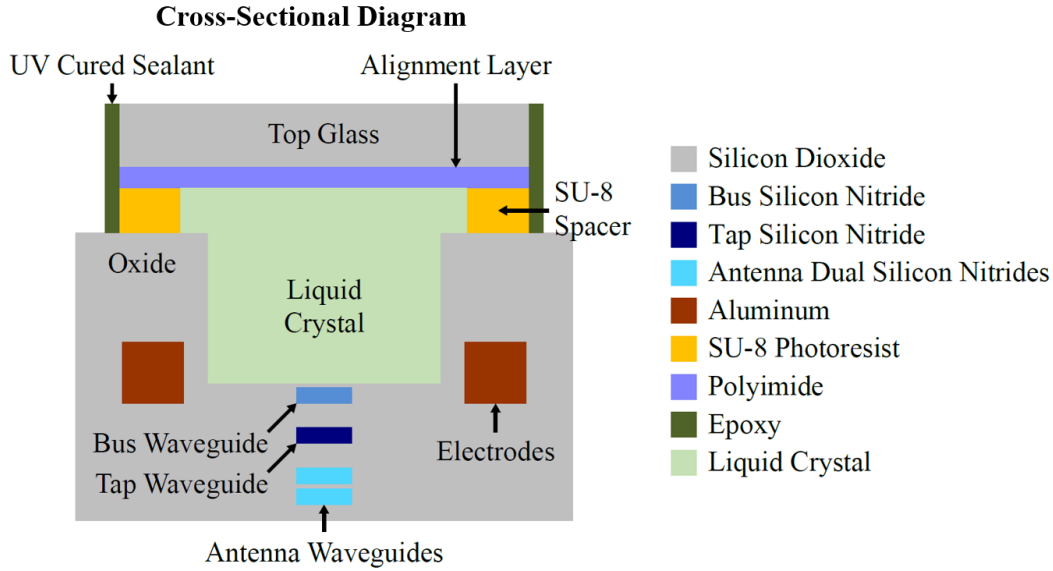 Cross-Sectional Diagram
UV Cured Sealant
Alignment Layer
Top Glass
SU-8
Spacer
Oxide
Liquid
Crystal
Bus Waveguide
Electrodes
Tap Waveguide
Antenna Waveguides
Silicon Dioxide
Bus Silicon Nitride
Tap Silicon Nitride
Antenna Dual Silicon Nitrides
Aluminum
SU-8 Photoresist
Polyimide
Epoxy
Liquid Crystal